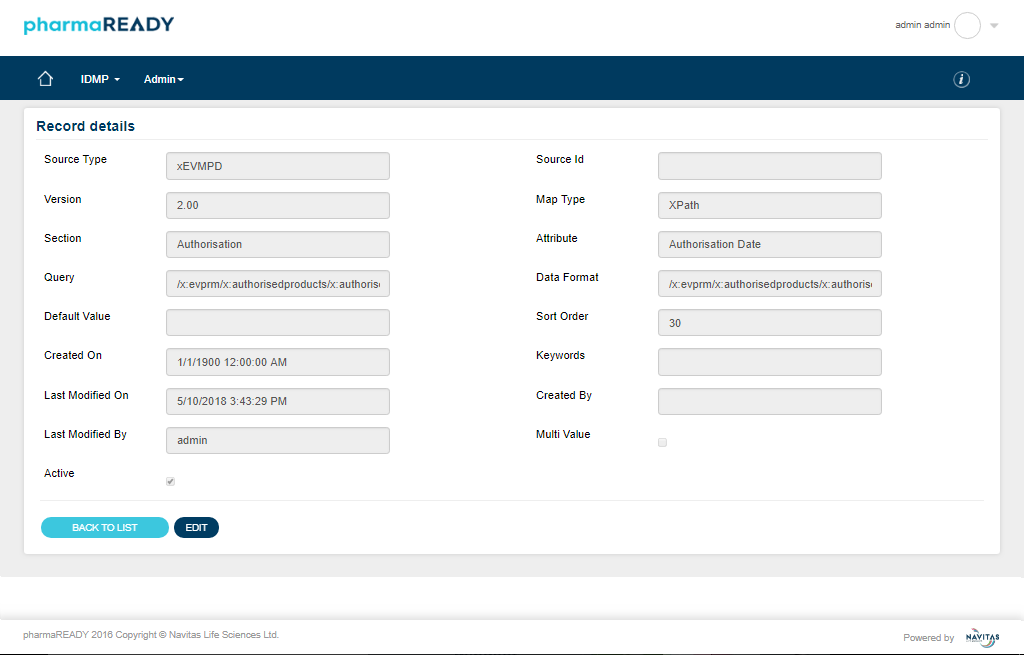 pharmaREADY
admin admin
IDMP Admin
Record details
Source Type xEVMPD Source Id
Version 2.00 Map Type XPath
Section Authorisation Attribute Authorisation Date
Query /x:evprm/x:authorisedproducts/x:authoris Data Format /x:evprm/x:authorisedproducts/x:authoris
Default Value Sort Order 30
Created On 1/1/1900 12:00:00 AM Keywords
Last Modified On 5/10/2018 3:43:29 PM Created By
Last Modified By admin Multi Value
Active
BACK TO LIST EDIT
pharmaREADY 2016 Copyright © Navitas Life Sciences Ltd. Powered by NAVITAS